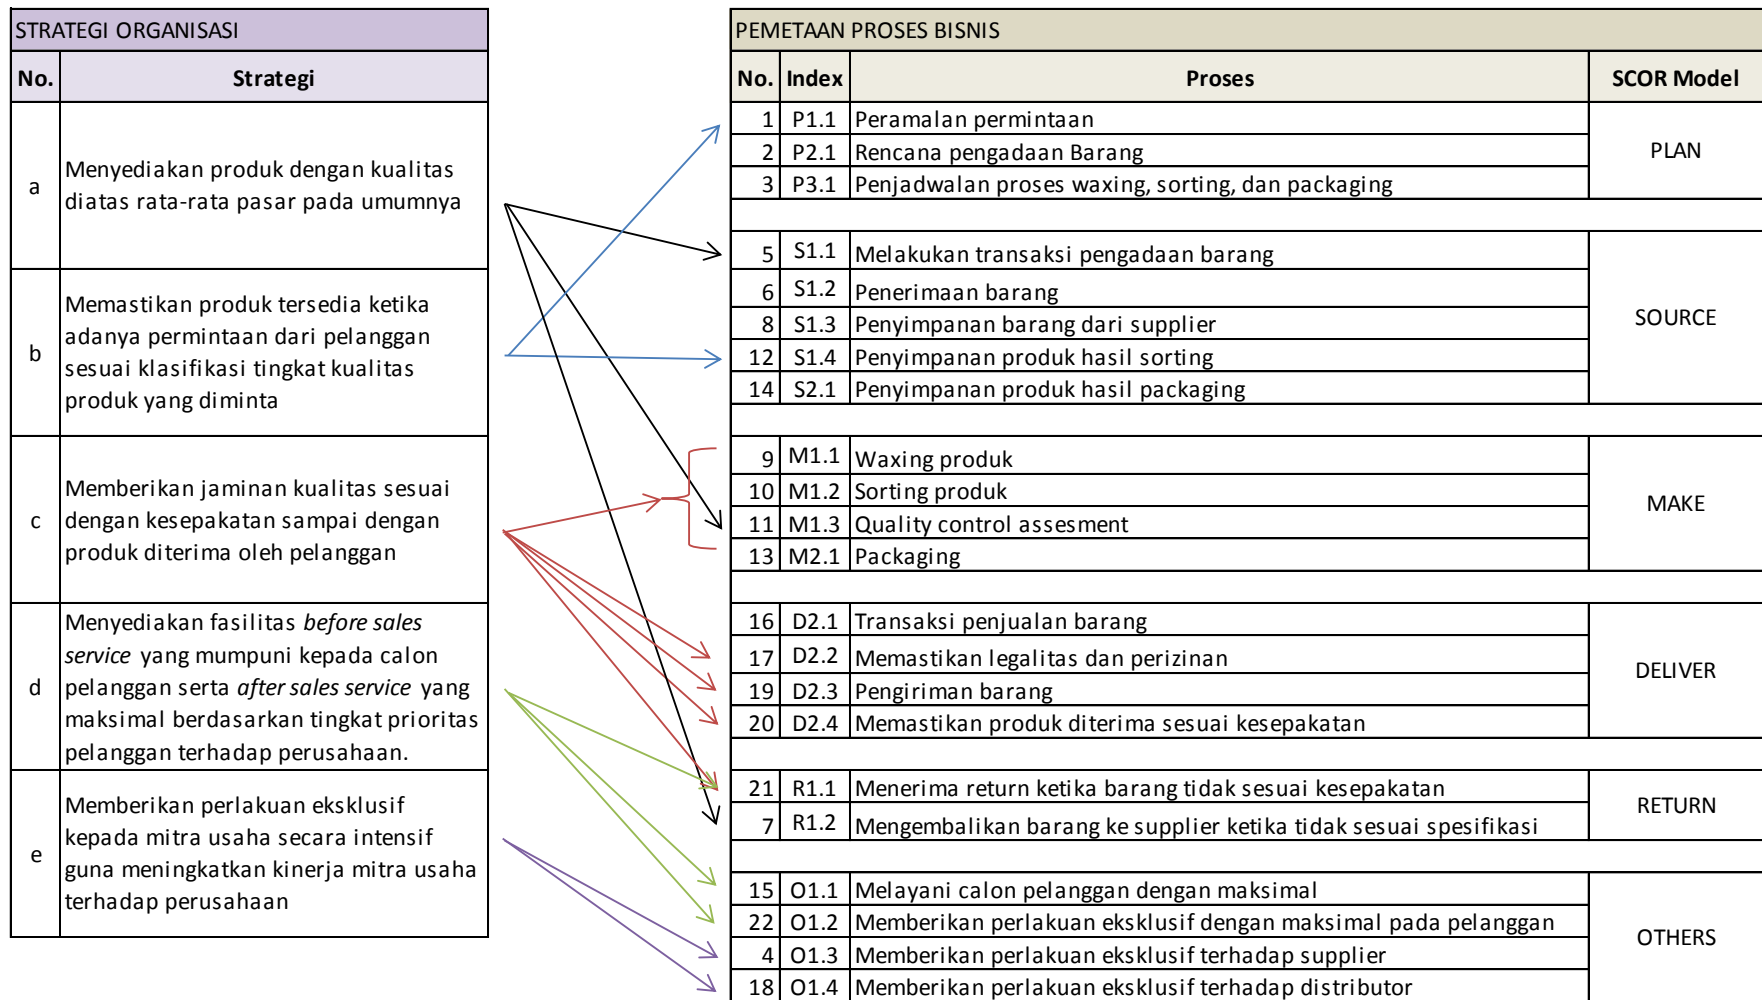 STRATEGI ORGANISASI
No. Strategi
a
Menyediakan produk dengan kualitas
diatas rata-rata pasar pada umumnya
b
Memastikan produk tersedia ketika
adanya permintaan dari pelanggan
sesuai klasifikasi tingkat kualitas
produk yang diminta
c
Memberikan jaminan kualitas sesuai
dengan kesepakatan sampai dengan
produk diterima oleh pelanggan
d
Menyediakan fasilitas before sales
service yang mumpuni kepada calon
pelanggan serta after sales service yang
maksimal berdasarkan tingkat prioritas
pelanggan terhadap perusahaan.
e
Memberikan perlakuan eksklusif
kepada mitra usaha secara intensif
guna meningkatkan kinerja mitra usaha
terhadap perusahaan
PEMETAAN PROSES BISNIS
No. Index Proses SCOR Model
1 P1.1 Peramalan permintaan
2 P2.1 Rencana pengadaan Barang
3 P3.1 Penjadwalan proses waxing, sorting, dan packaging
PLAN
5 S1.1 Melakukan transaksi pengadaan barang
6 S1.2 Penerimaan barang
8 S1.3 Penyimpanan barang dari supplier
12 S1.4 Penyimpanan produk hasil sorting
14 S2.1 Penyimpanan produk hasil packaging
SOURCE
9 M1.1 Waxing produk
10 M1.2 Sorting produk
11 M1.3 Quality control assesment
13 M2.1 Packaging
MAKE
16 D2.1 Transaksi penjualan barang
17 D2.2 Memastikan legalitas dan perizinan
19 D2.3 Pengiriman barang
20 D2.4 Memastikan produk diterima sesuai kesepakatan
DELIVER
21 R1.1 Menerima return ketika barang tidak sesuai kesepakatan
7 R1.2 Mengembalikan barang ke supplier ketika tidak sesuai spesifikasi
RETURN
15 O1.1 Melayani calon pelanggan dengan maksimal
22 O1.2 Memberikan perlakuan eksklusif dengan maksimal pada pelanggan
4 O1.3 Memberikan perlakuan eksklusif terhadap supplier
18 O1.4 Memberikan perlakuan eksklusif terhadap distributor
OTHERS